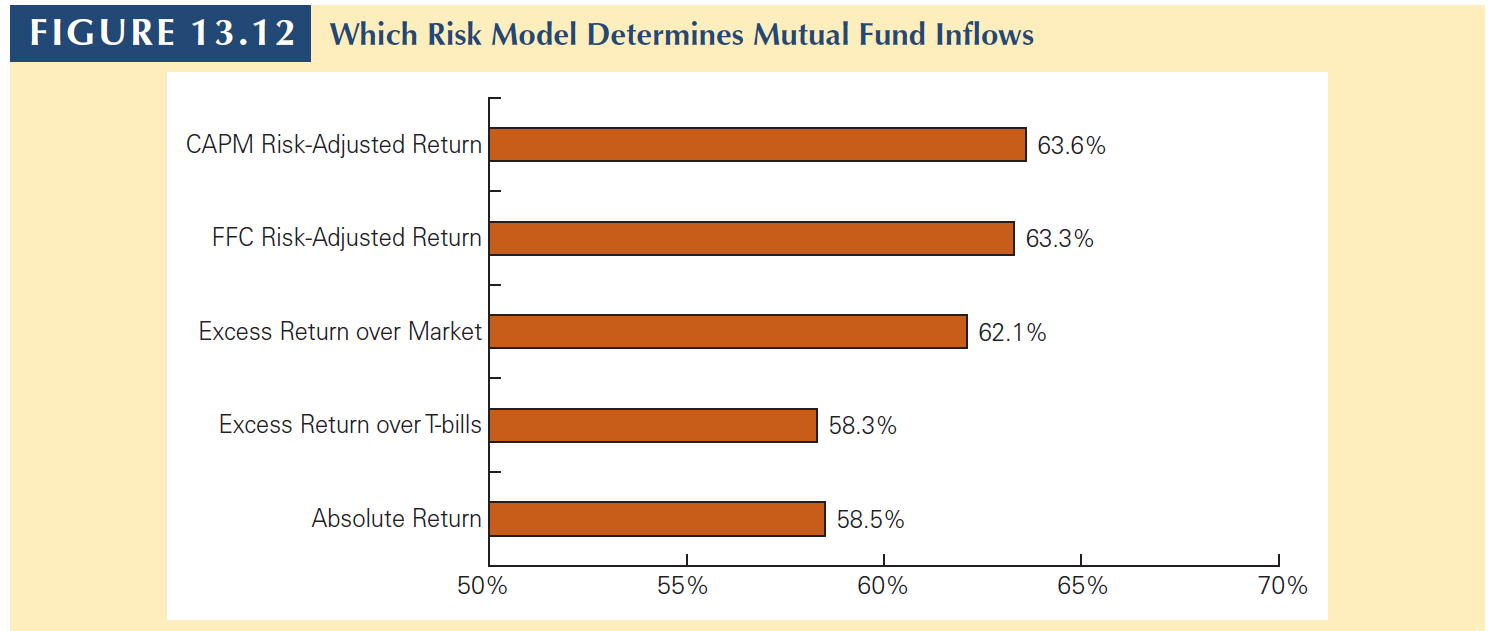 FIGURE 13.12 Which Risk Model Determines Mutual Fund Inflows
CAPM Risk-Adjusted Return 63.6%
FFC Risk-Adjusted Return 63.3%
Excess Return over Market 62.1%
Excess Return over T-bills 58.3%
Absolute Return 58.5%
50% 55% 60% 65% 70%